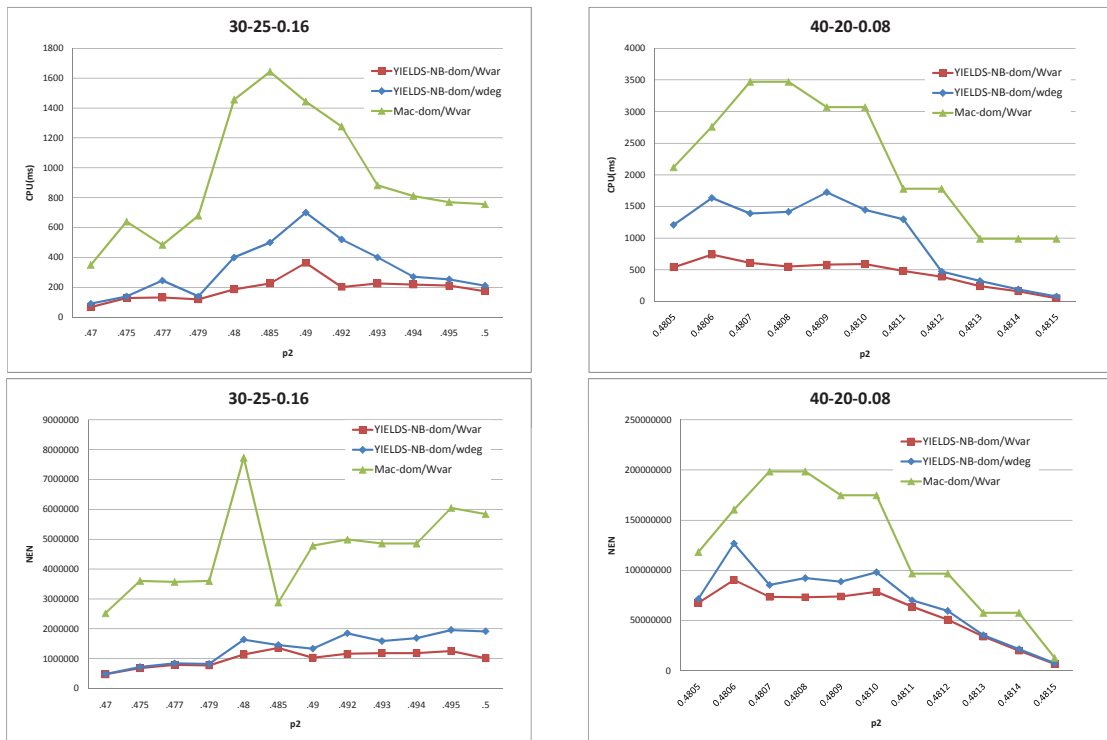 30-25-0.16
1800
1600
1400
1200
1000
800
600
400
200
0
CPU(ms)
YIELDS-NB-dom/Wvar
YIELDS-NB-dom/wdeg
Mac-dom/Wvar
.47 .475 .477 .479 .48 .485 .49 .492 .493 .494 .495 .5
p2
40-20-0.08
4000
3500
3000
2500
2000
1500
1000
500
0
CPU(ms)
YIELDS-NB-dom/Wvar
YIELDS-NB-dom/wdeg
Mac-dom/Wvar
0.4805 0.4806 0.4807 0.4808 0.4809 0.4810 0.4811 0.4812 0.4813 0.4814 0.4815
p2
30-25-0.16
9000000
8000000
7000000
6000000
5000000
4000000
3000000
2000000
1000000
0
NEN
YIELDS-NB-dom/Wvar
YIELDS-NB-dom/wdeg
Mac-dom/Wvar
.47 .475 .477 .479 .48 .485 .49 .492 .493 .494 .495 .5
p2
40-20-0.08
250000000
200000000
150000000
100000000
50000000
0
NEN
YIELDS-NB-dom/Wvar
YIELDS-NB-dom/wdeg
Mac-dom/Wvar
0.4805 0.4806 0.4807 0.4808 0.4809 0.4810 0.4811 0.4812 0.4813 0.4814 0.4815
p2